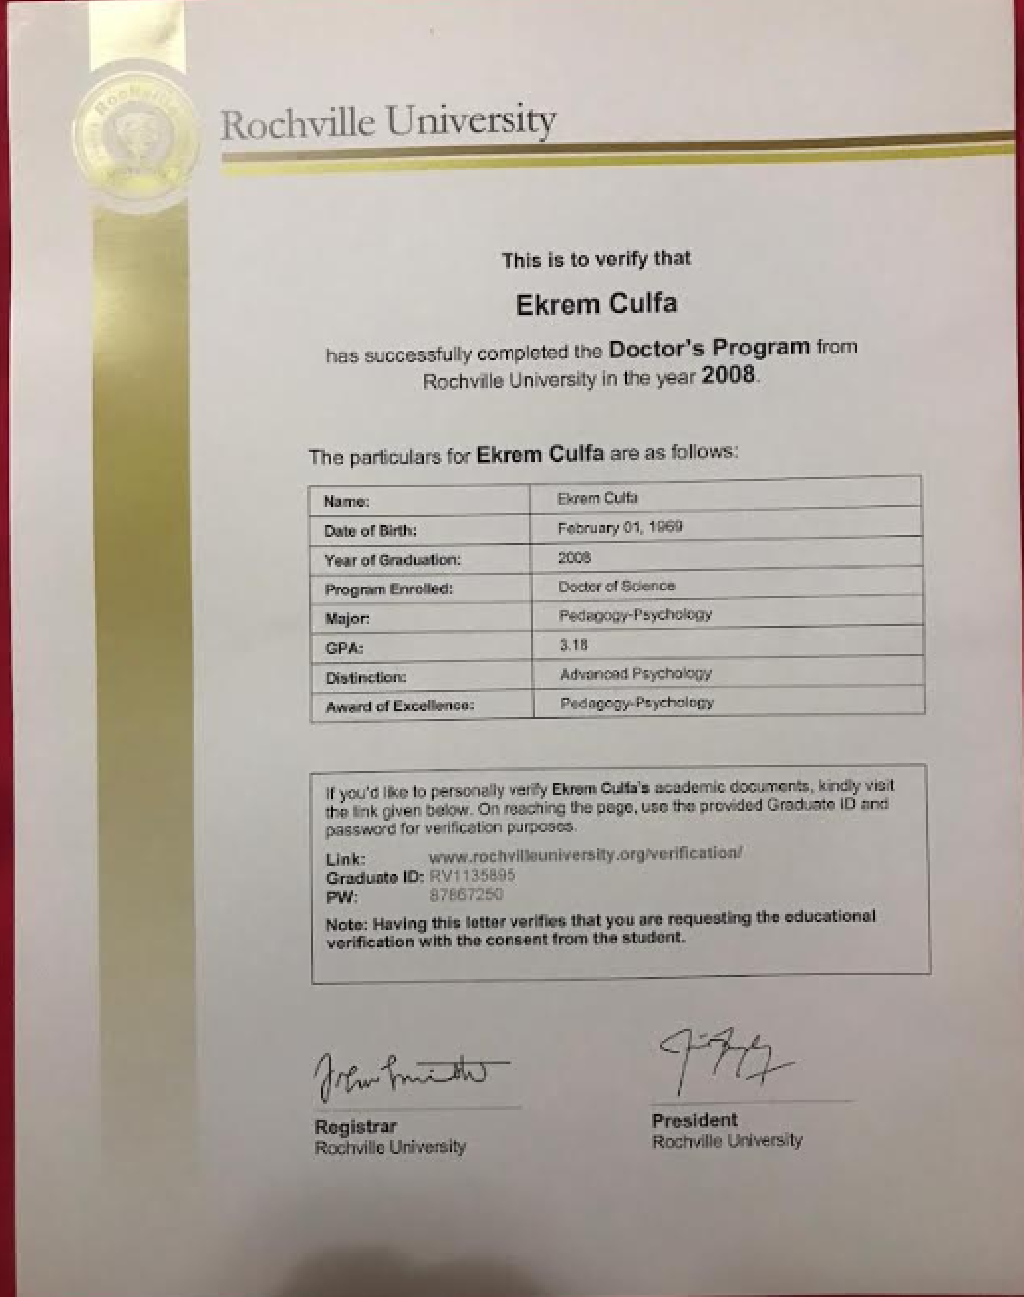 Rochville
Rochville University
This is to verify that
Ekrem Culfa
has successfully completed the Doctor's Program from
Rochville University in the year 2008.
The particulars for Ekrem Culfa are as follows:
Name: Ekrem Culfa
Date of Birth: February 01, 1969
Year of Graduation: 2008
Program Enrolled: Doctor of Science
Major: Pedagogy-Psychology
GPA: 3.18
Distinction: Advanced Psychology
Award of Excellence: Pedagogy-Psychology
If you'd like to personally verify Ekrem Culfa's academic documents, kindly visit
the link given below. On reaching the page, use the provided Graduate ID and
password for verification purposes.
Link: www.rochvilleuniversity.org/verification/
Graduate ID: RV1135895
PW: 87867250
Note: Having this letter verifies that you are requesting the educational
verification with the consent from the student.
Registrar
Rochville University
President
Rochville University